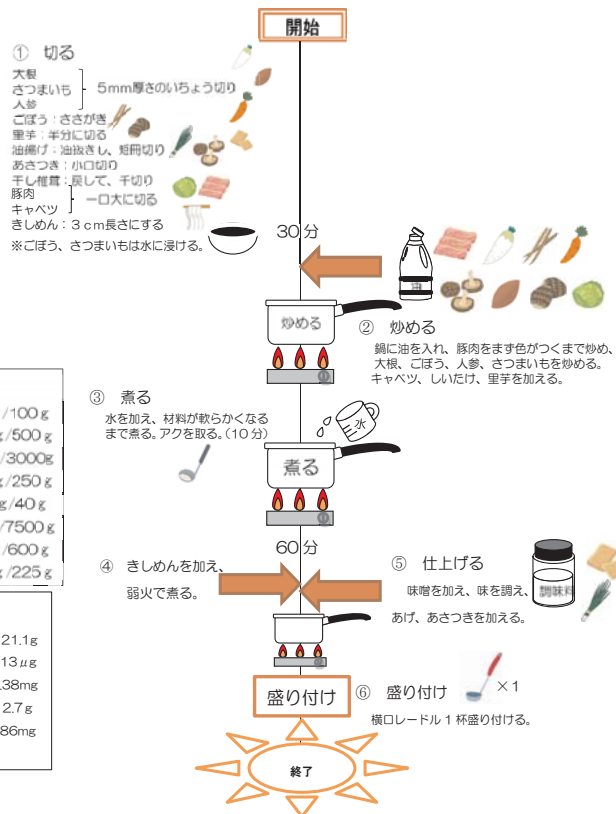 開始
① 切る
大根
さつまいも
人参
5mm厚さのいちょう切り
ごぼう：ささがき
里芋：半分に切る
油揚げ：油抜きし、短冊切り
あさつき：小口切り
干し椎茸：戻して、千切り
豚肉
キャベツ
一口大に切る
きしめん：３ｃｍ長さにする
※ごぼう、さつまいもは水に浸ける。
30分
油
炒める
② 炒める
鍋に油を入れ、豚肉をまず色がつくまで炒め、
大根、ごぼう、人参、さつまいもを炒める。
キャベツ、しいたけ、里芋を加える。
/100ｇ
g/500ｇ
/3000g
g/250ｇ
g/40ｇ
/7500ｇ
/600ｇ
g/225ｇ
③ 煮る
水を加え、材料が軟らかくなる
まで煮る。アクを取る。（10分）
水
煮る
60分
④ きしめんを加え、
弱火で煮る。
⑤ 仕上げる
味噌を加え、味を調え、
あげ、あさつきを加える。
調味料
21.1g
13μg
.38mg
2.7g
86mg
盛り付け
⑥ 盛り付け
×1
横口レードル１杯盛り付ける。
終了